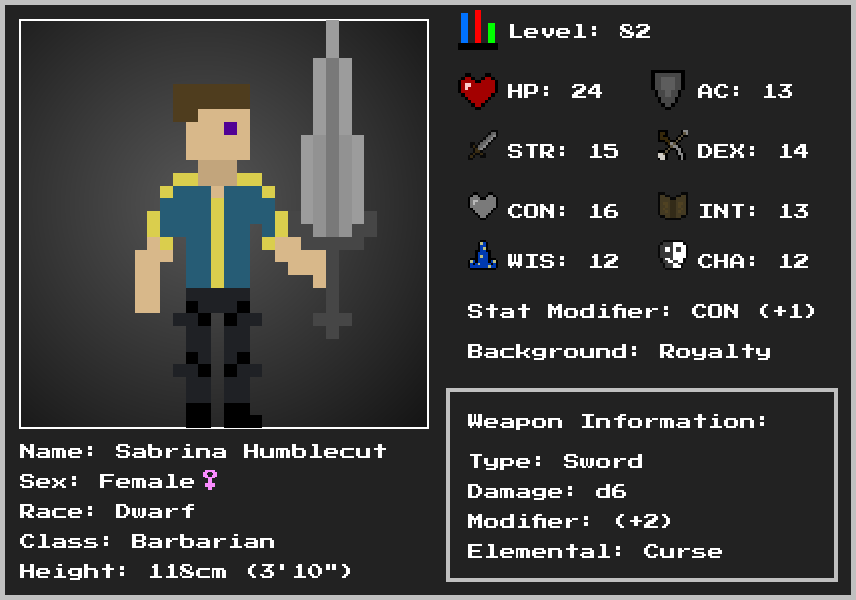 Level: 82
HP: 24
AC: 13
STR: 15
DEX: 14
CON: 16
INT: 13
WIS: 12
CHA: 12
Stat Modifier: CON (+1)
Background: Royalty
Name: Sabrina Humblecut
Sex: Female♀
Race: Dwarf
Class: Barbarian
Height: 118cm (3'10")
Weapon Information:
Type: Sword
Damage: d6
Modifier: (+2)
Elemental: Curse